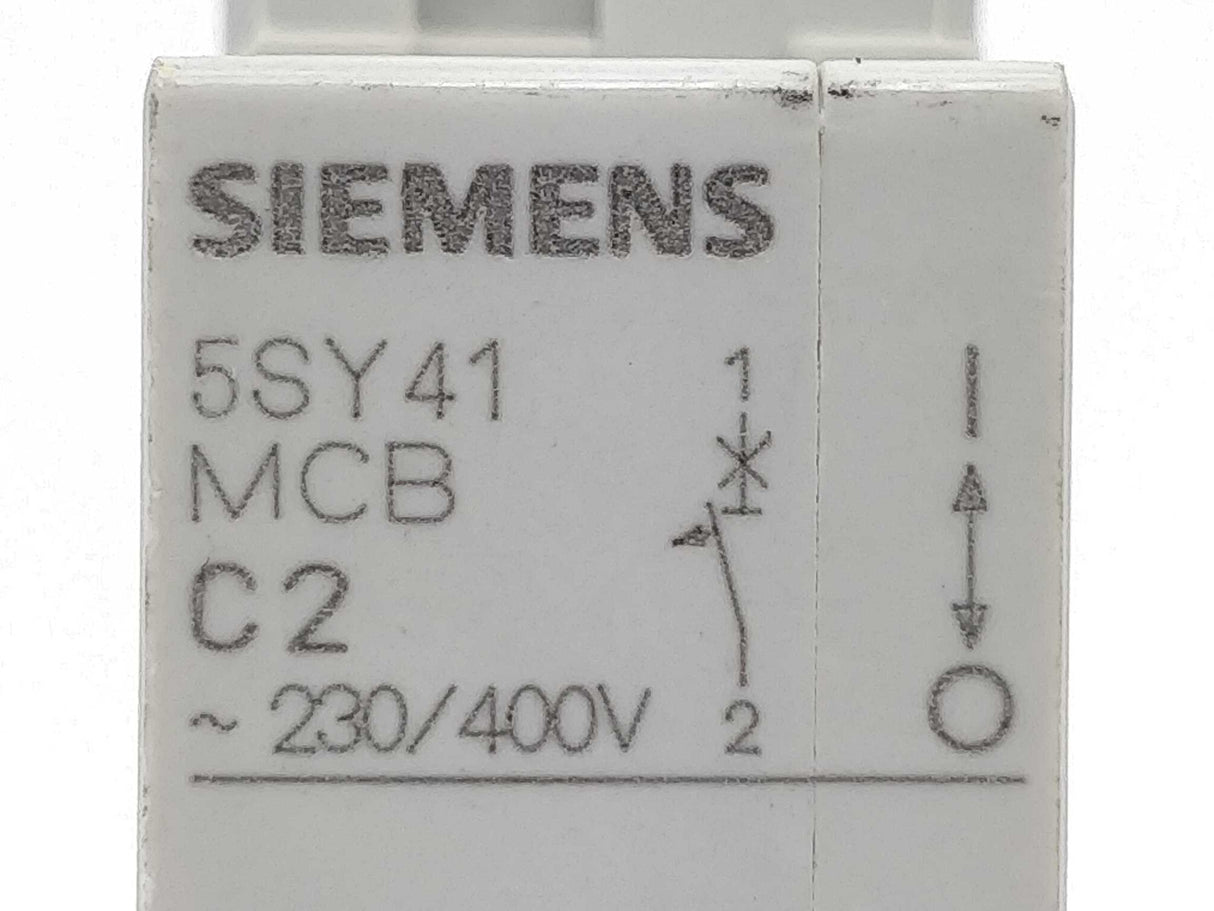 SIEMENS
5SY41
MCB
C2
~ 230/400V
1
2
I
O